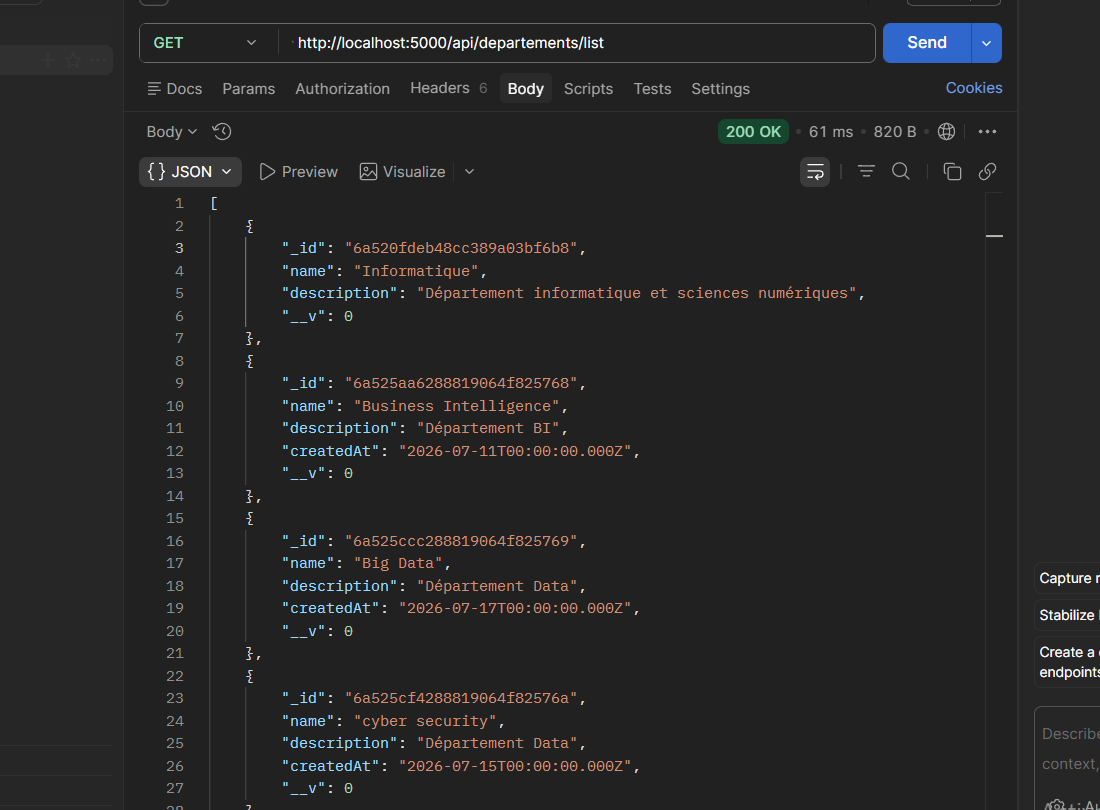 GET http://localhost:5000/api/departements/list Send
Docs Params Authorization Headers 6 Body Scripts Tests Settings Cookies
Body 200 OK • 61 ms • 820 B •
{} JSON Preview Visualize
1 [
2 {
3 "_id": "6a520fdeb48cc389a03bf6b8",
4 "name": "Informatique",
5 "description": "Département informatique et sciences numériques",
6 "__v": 0
7 },
8 {
9 "_id": "6a525aa6288819064f825768",
10 "name": "Business Intelligence",
11 "description": "Département BI",
12 "createdAt": "2026-07-11T00:00:00.000Z",
13 "__v": 0
14 },
15 {
16 "_id": "6a525ccc288819064f825769",
17 "name": "Big Data",
18 "description": "Département Data",
19 "createdAt": "2026-07-17T00:00:00.000Z",
20 "__v": 0
21 },
22 {
23 "_id": "6a525cf4288819064f82576a",
24 "name": "cyber security",
25 "description": "Département Data",
26 "createdAt": "2026-07-15T00:00:00.000Z",
27 "__v": 0
Capture
Stabilize
Create a
endpoints
Describe
context,